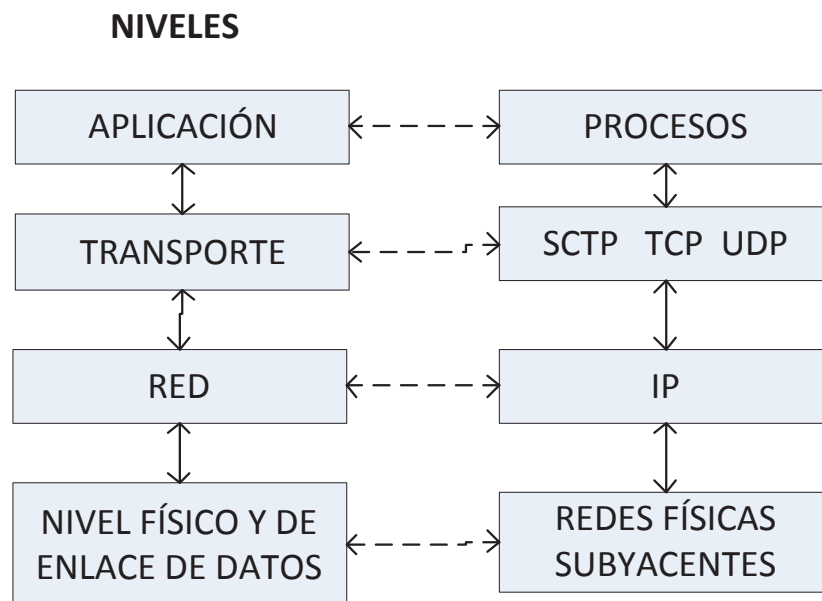 NIVELES
APLICACIÓN
PROCESOS
TRANSPORTE
SCTP TCP UDP
RED
IP
NIVEL FÍSICO Y DE
ENLACE DE DATOS
REDES FÍSICAS
SUBYACENTES